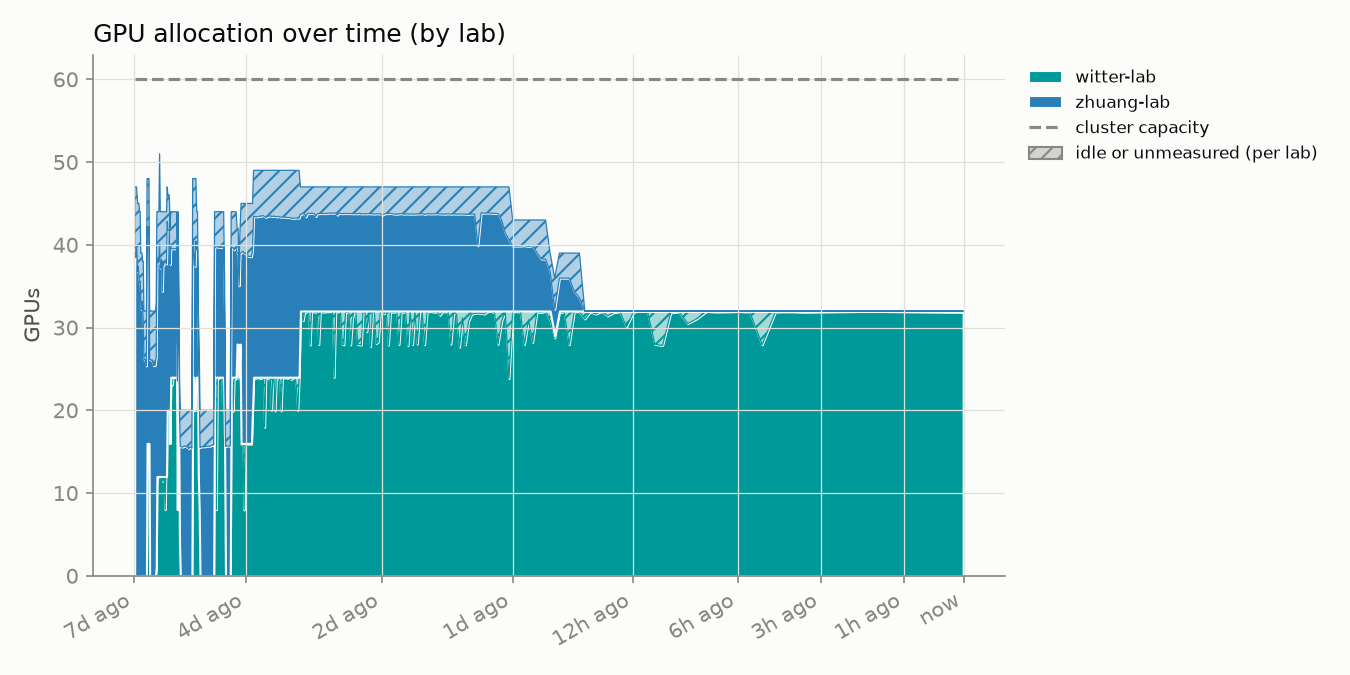 GPU allocation over time (by lab)
60
50
40
30
20
10
0
GPUs
7d ago
4d ago
2d ago
1d ago
12h ago
6h ago
3h ago
1h ago
now
witter-lab
zhuang-lab
cluster capacity
idle or unmeasured (per lab)